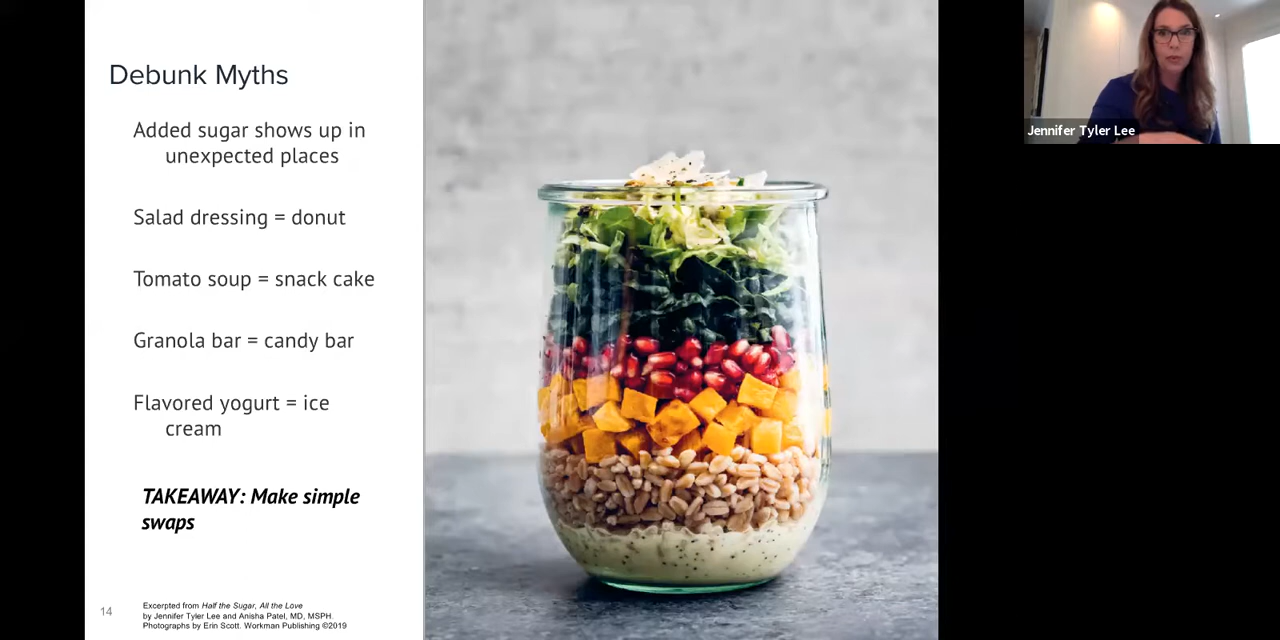 Debunk Myths
Added sugar shows up in
unexpected places
Salad dressing = donut
Tomato soup = snack cake
Granola bar = candy bar
Flavored yogurt = ice
cream
TAKEAWAY: Make simple
swaps
14
Excerpted from Half the Sugar, All the Love
by Jennifer Tyler Lee and Anisha Patel, MD, MSPH.
Photographs by Erin Scott. Workman Publishing ©2019
Jennifer Tyler Lee